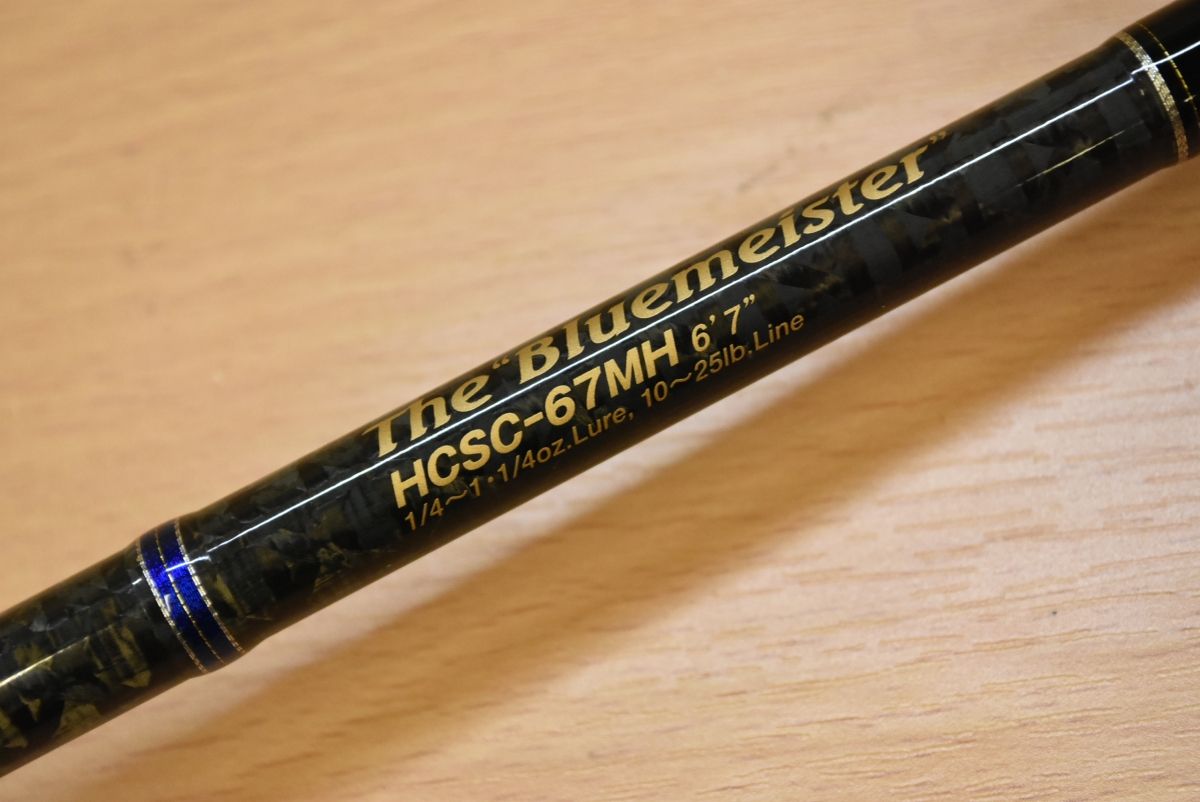 The “Bluemeister”
HCSC-67MH 6’7”
1/4～1・1/4oz.Lure, 10～25lb.Line